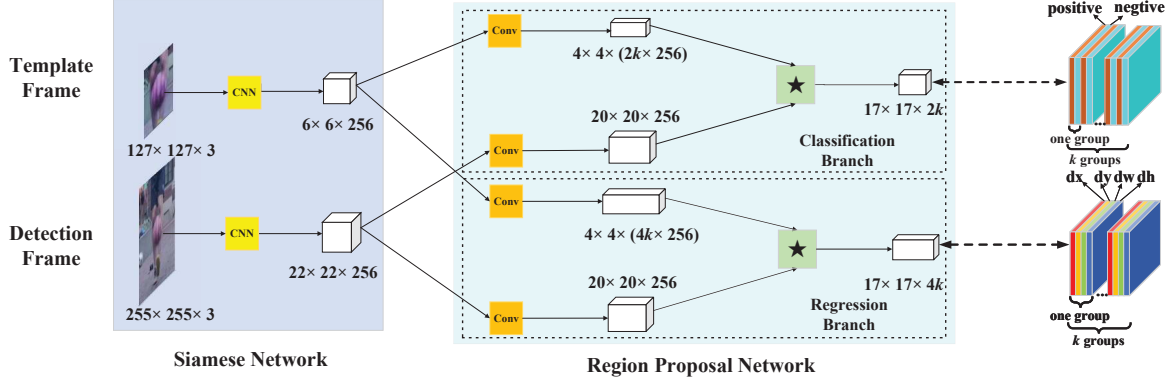 Template
Frame
127× 127× 3
CNN
6× 6× 256
Detection
Frame
255× 255× 3
CNN
22× 22× 256
Siamese Network
Conv
4× 4× (2k× 256)
20× 20× 256
Conv
★
17× 17× 2k
Classification
Branch
Conv
4× 4× (4k× 256)
20× 20× 256
Conv
★
17× 17× 4k
Regression
Branch
Region Proposal Network
positive
negtive
...
one group
k groups
dx dy dw dh
...
one group
k groups